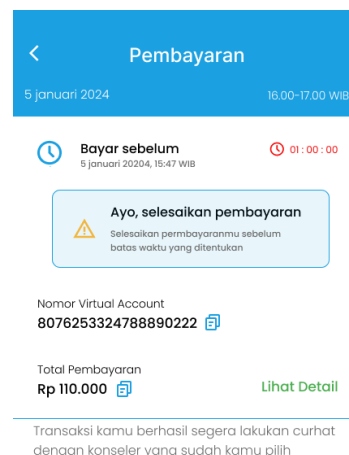 Pembayaran
5 januari 2024 16.00-17.00 WIB
Bayar sebelum 01 : 00 : 00
5 januari 20204, 15:47 WIB
Ayo, selesaikan pembayaran
Selesaikan permbayaranmu sebelum
batas waktu yang ditentukan
Nomor Virtual Account
8076253324788890222
Total Pembayaran
Rp 110.000 Lihat Detail
Transaksi kamu berhasil segera lakukan curhat
dengan konseler yang sudah kamu pilih